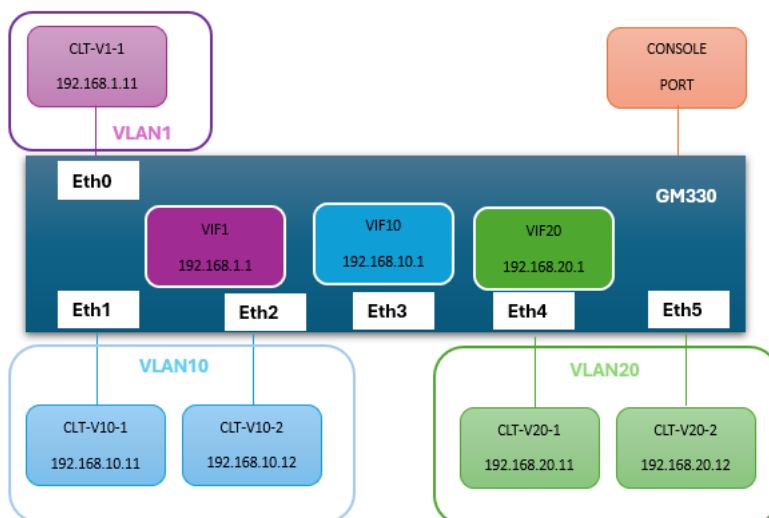 CLT-V1-1
192.168.1.11
VLAN1
CONSOLE
PORT
Eth0
GM330
VIF1
192.168.1.1
VIF10
192.168.10.1
VIF20
192.168.20.1
Eth1
Eth2
Eth3
Eth4
Eth5
VLAN10
CLT-V10-1
192.168.10.11
CLT-V10-2
192.168.10.12
VLAN20
CLT-V20-1
192.168.20.11
CLT-V20-2
192.168.20.12